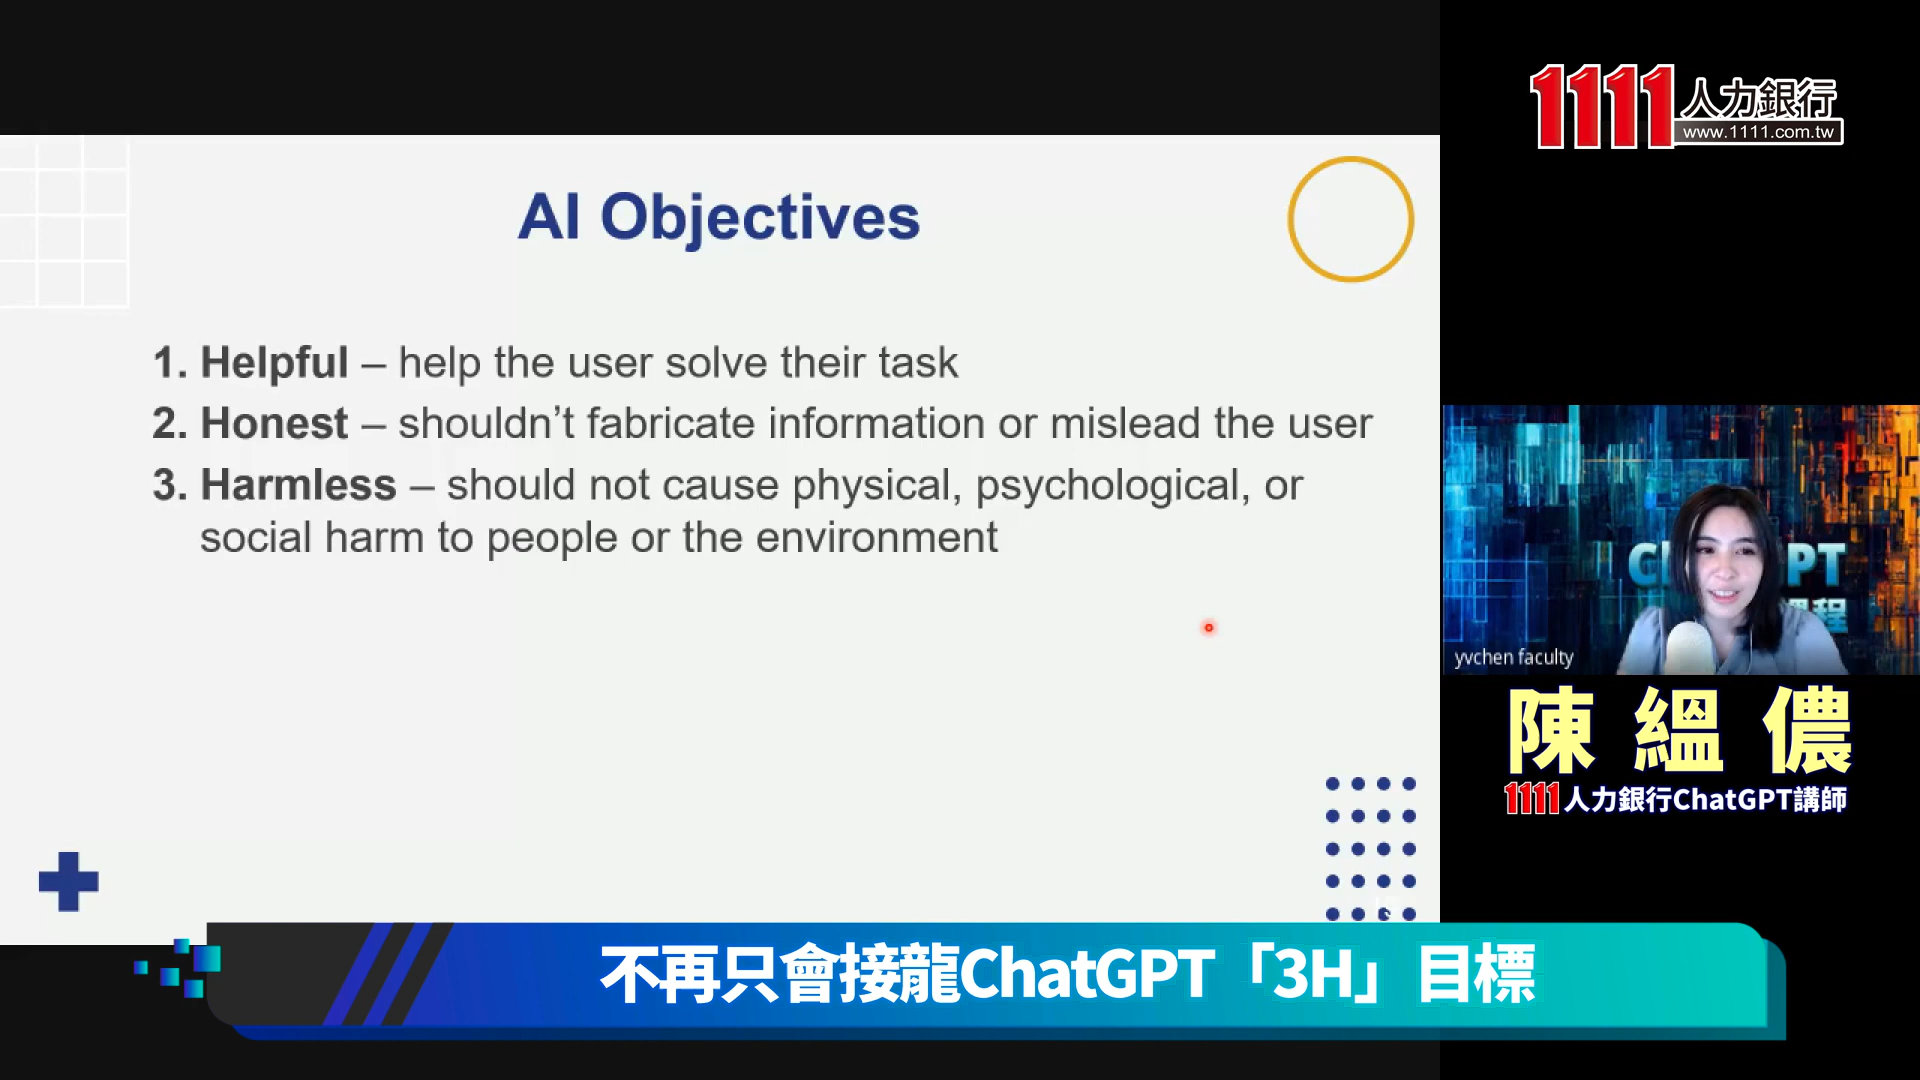 AI Objectives
1. Helpful – help the user solve their task
2. Honest – shouldn’t fabricate information or mislead the user
3. Harmless – should not cause physical, psychological, or
social harm to people or the environment
1111人力銀行
www.1111.com.tw
yvchen faculty
陳縕儂
1111人力銀行ChatGPT講師
不再只會接龍ChatGPT「3H」目標